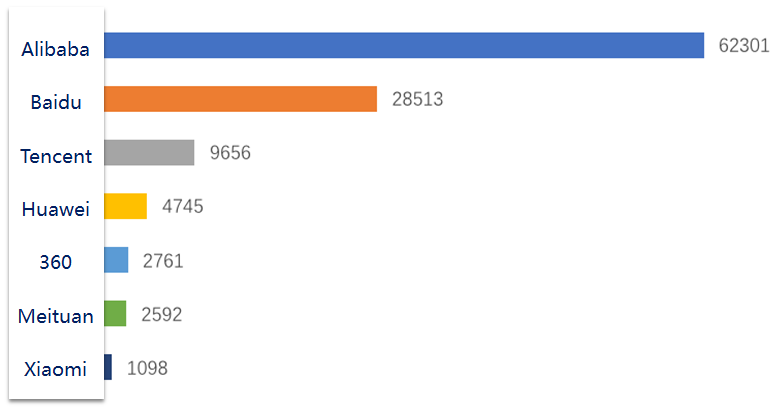 Alibaba 62301
Baidu 28513
Tencent 9656
Huawei 4745
360 2761
Meituan 2592
Xiaomi 1098